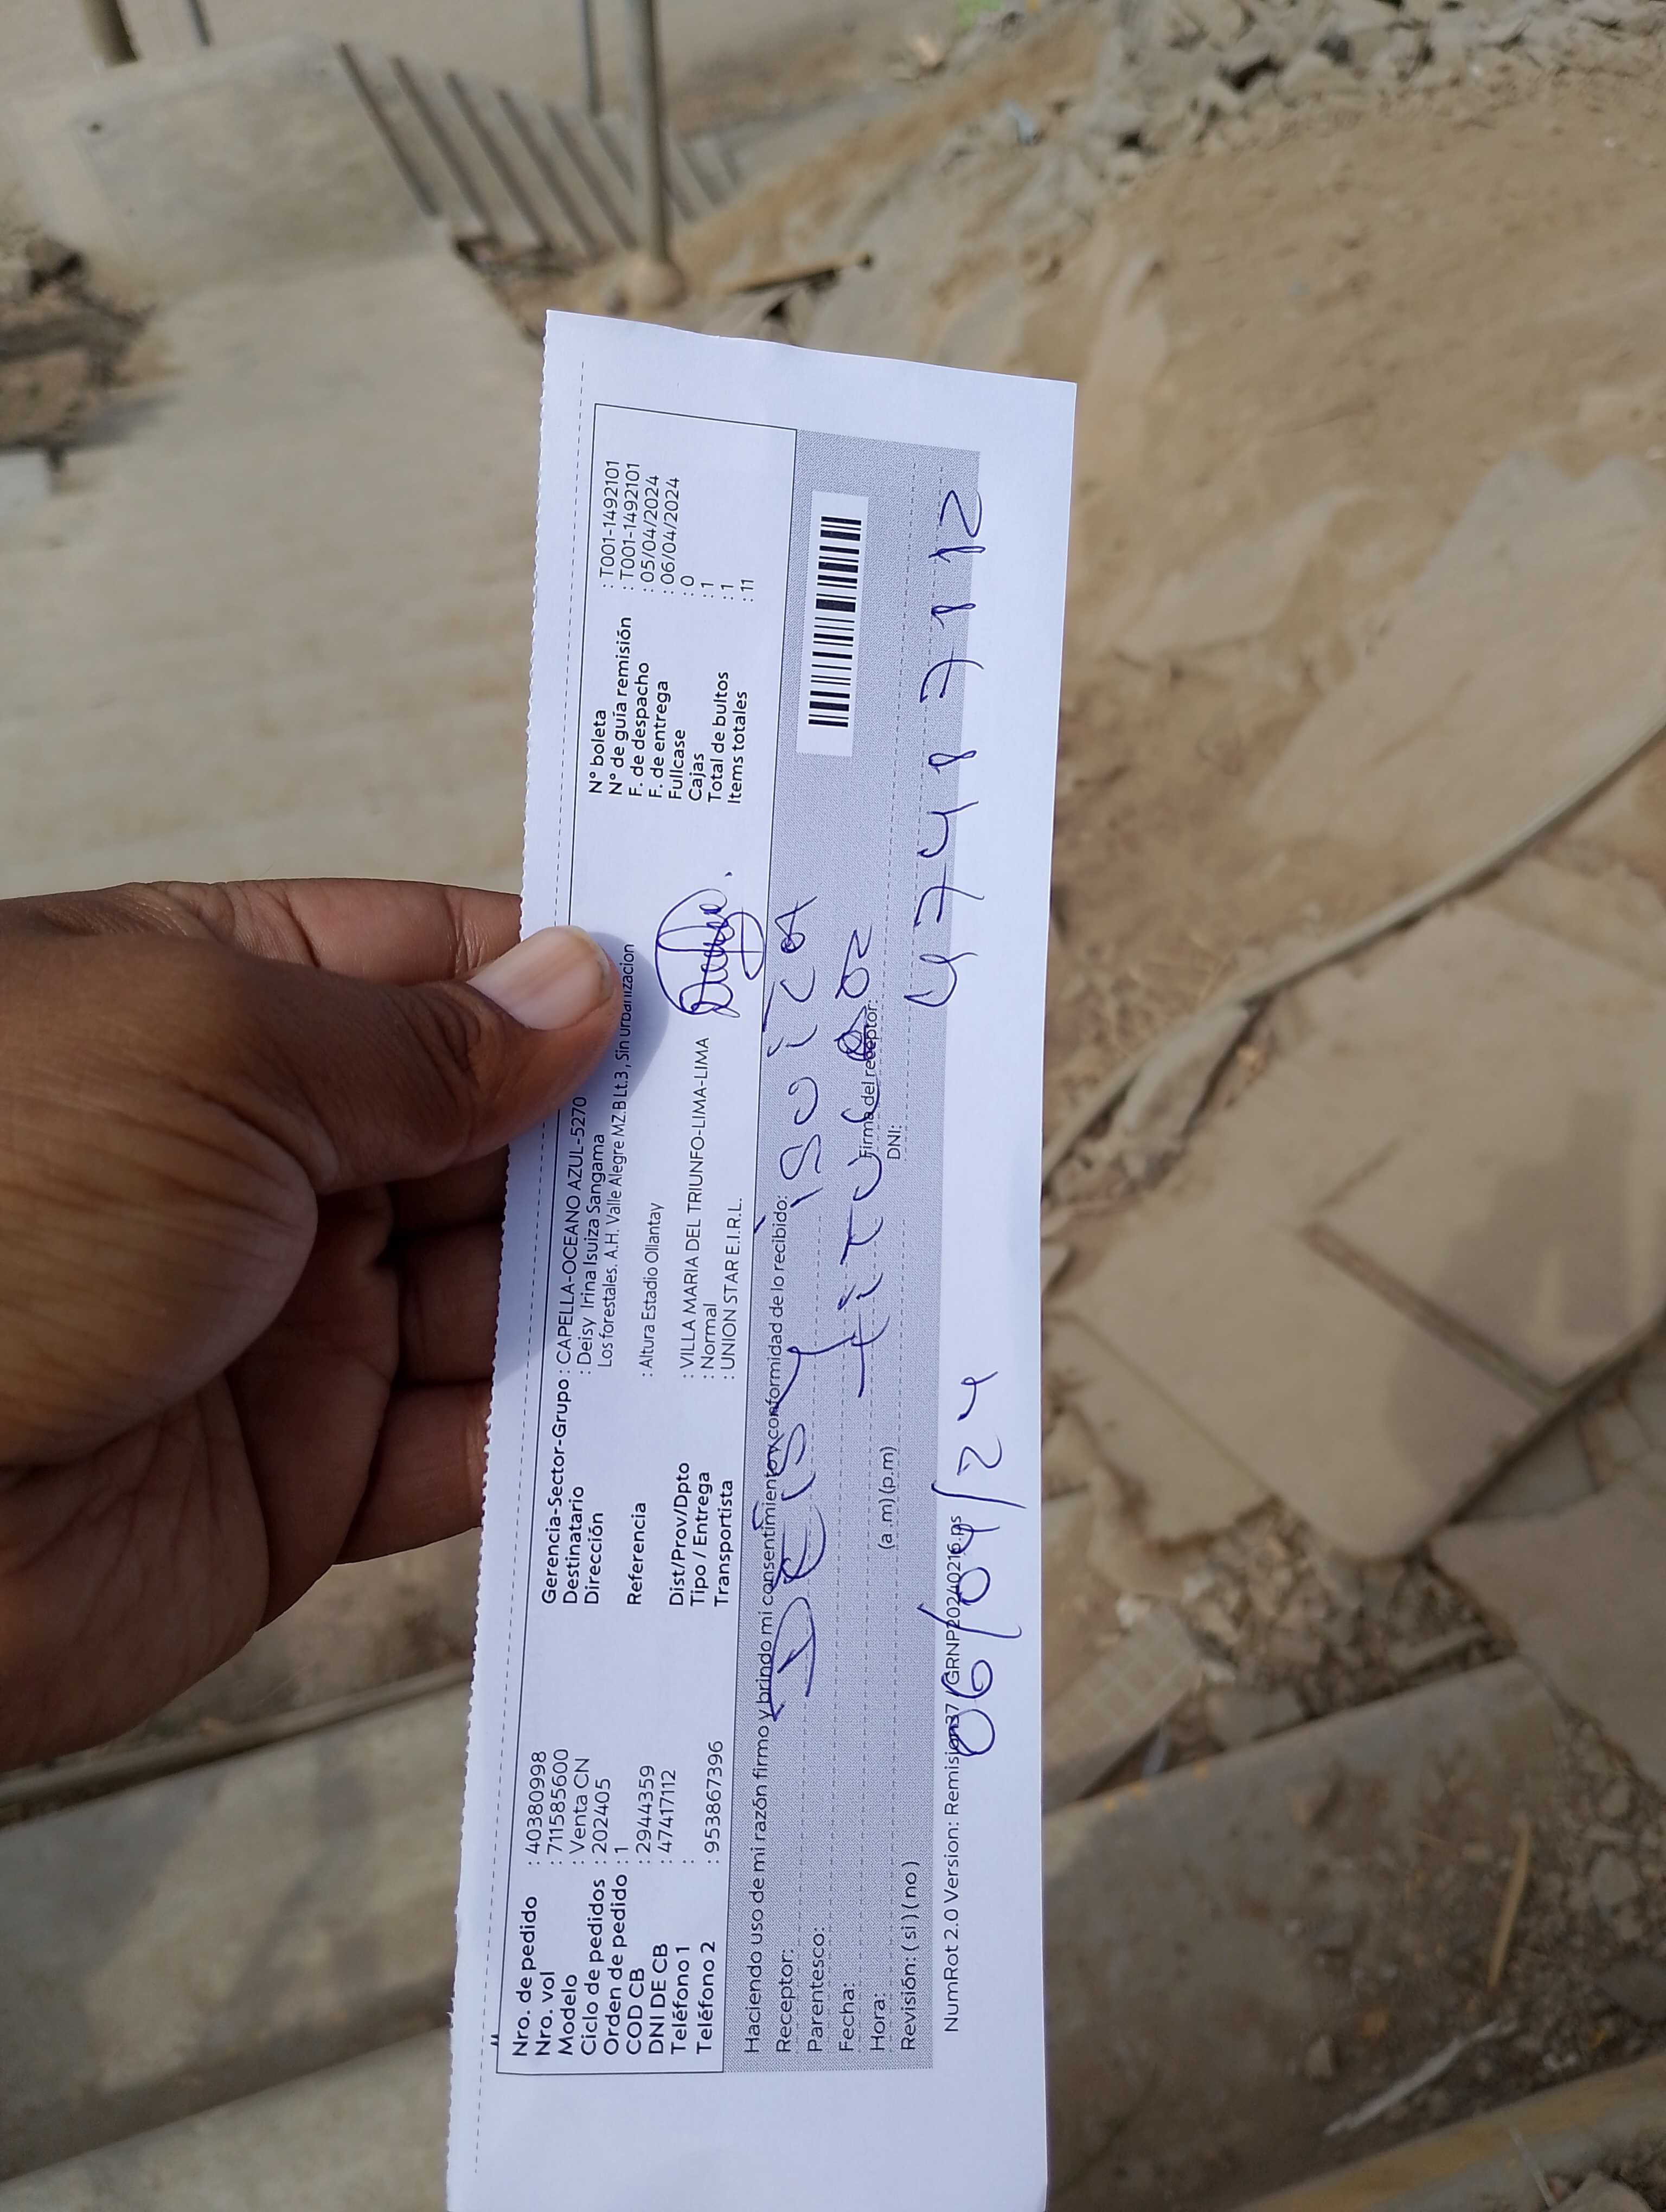 Nro. de pedido : 40380998
Nro. vol : 711585600
Modelo : Venta CN
Ciclo de pedidos : 202405
Orden de pedido : 1
COD CB : 2944359
DNI DE CB : 47417112
Teléfono 1 :
Teléfono 2 : 953867396
Gerencia-Sector-Grupo : CAPELLA-OCEANO AZUL-5270
Destinatario : Deisy Irina Isuiza Sangama
Dirección Los forestales. A.H. Valle Alegre MZ.B Lt.3 , Sin urbanizacion
Referencia : Altura Estadio Ollantay
Dist/Prov/Dpto : VILLA MARIA DEL TRIUNFO-LIMA-LIMA
Tipo / Entrega : Normal
Transportista : UNION STAR E.I.R.L.
N° boleta : T001-1492101
N° de guía remisión : T001-1492101
F. de despacho : 05/04/2024
F. de entrega : 06/04/2024
Fullcase : 0
Cajas : 1
Total de bultos : 1
Items totales : 11
Haciendo uso de mi razón firmo y brindo mi consentimiento y conformidad de lo recibido:
Receptor: DEISY
Parentesco: titular
Fecha:
Hora: (a .m) (p.m)
Firma del receptor:
DNI:
Revisión: ( si ) ( no )
NumRot 2.0 Version: Remision37 / GRNP20240216.ps
06/04/24